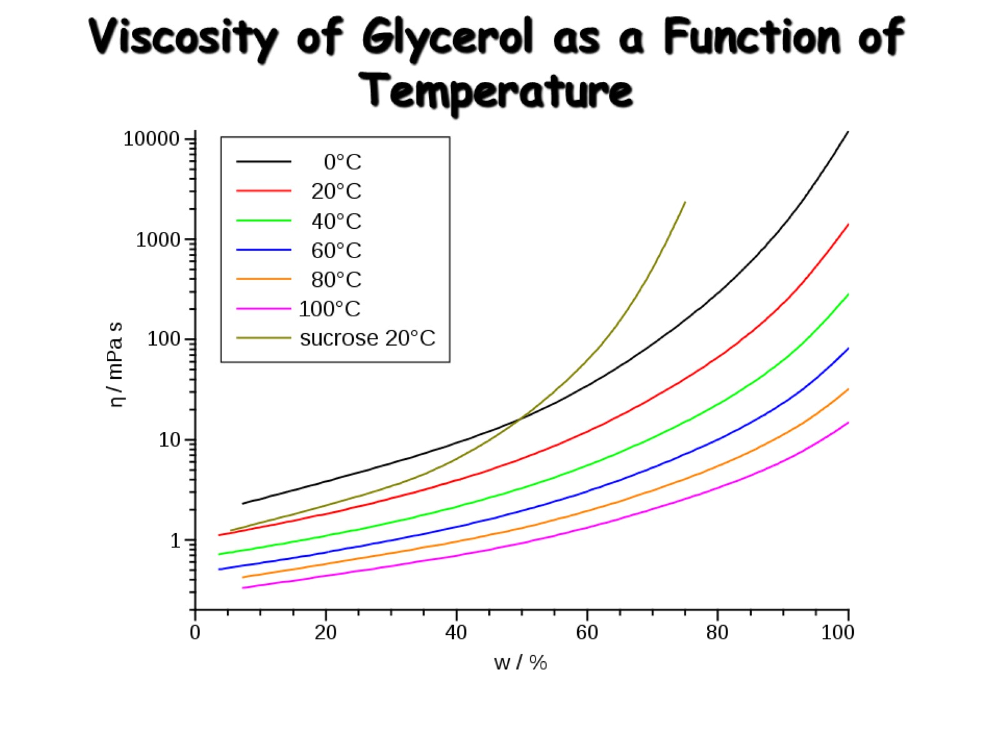 Viscosity of Glycerol as a Function of
Temperature
10000
1000
100
10
1
η / mPa s
0°C
20°C
40°C
60°C
80°C
100°C
sucrose 20°C
0 20 40 60 80 100
w / %